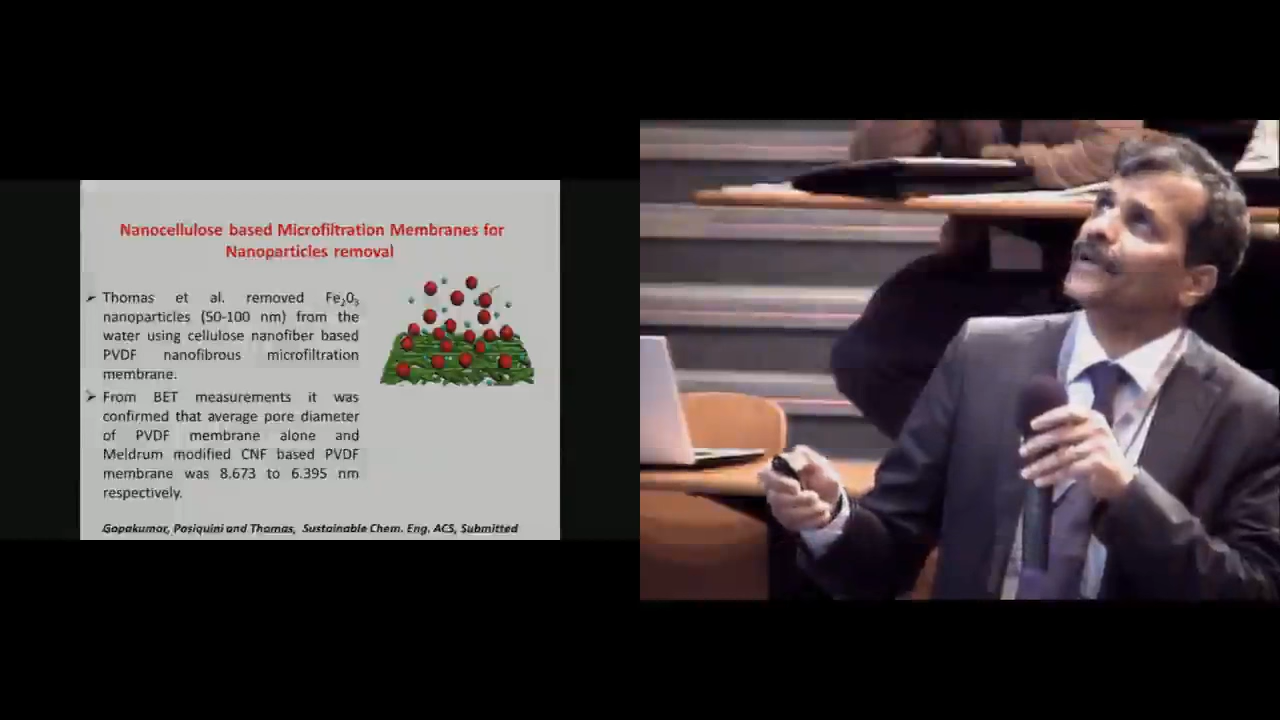 Nanocellulose based Microfiltration Membranes for
Nanoparticles removal
Thomas et al. removed Fe₂0₃
nanoparticles (50-100 nm) from the
water using cellulose nanofiber based
PVDF nanofibrous microfiltration
membrane.
From BET measurements it was
confirmed that average pore diameter
of PVDF membrane alone and
Meldrum modified CNF based PVDF
membrane was 8.673 to 6.395 nm
respectively.
Gopakumar, Pasiquini and Thomas, Sustainable Chem. Eng. ACS, Submitted